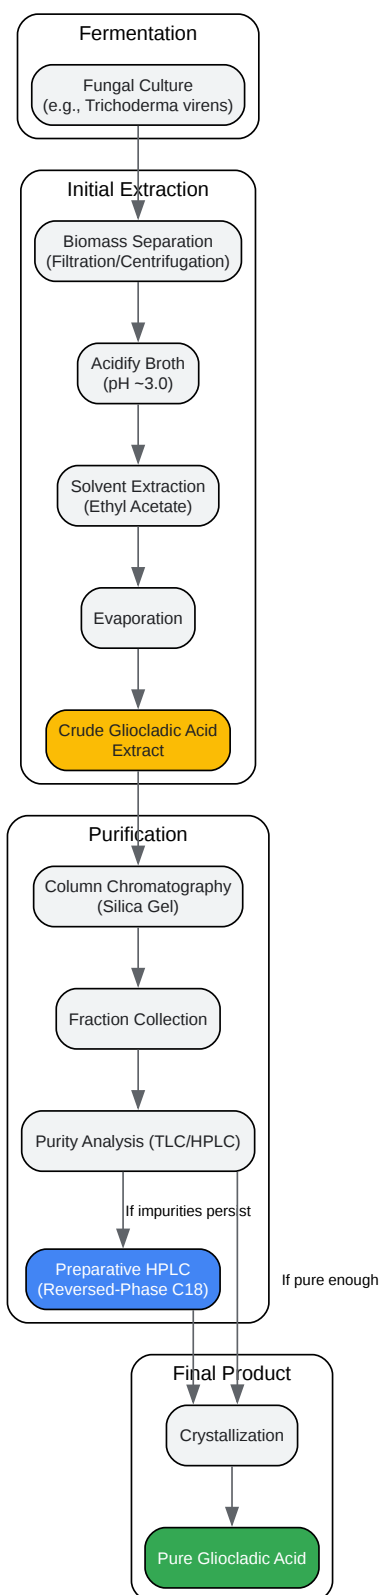 Fermentation
Fungal Culture
(e.g., Trichoderma virens)
Initial Extraction
Biomass Separation
(Filtration/Centrifugation)
Acidify Broth
(pH ~3.0)
Solvent Extraction
(Ethyl Acetate)
Evaporation
Crude Gliocladic Acid
Extract
Purification
Column Chromatography
(Silica Gel)
Fraction Collection
Purity Analysis (TLC/HPLC)
If impurities persist
Preparative HPLC
(Reversed-Phase C18)
If pure enough
Final Product
Crystallization
Pure Gliocladic Acid